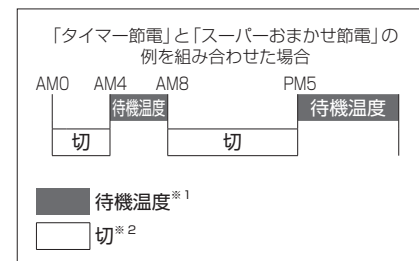 「タイマー節電」と「スーパーおまかせ節電」の
例を組み合わせた場合
AM0 AM4 AM8 PM5
待機温度 待機温度
切 切
待機温度※1
切※2